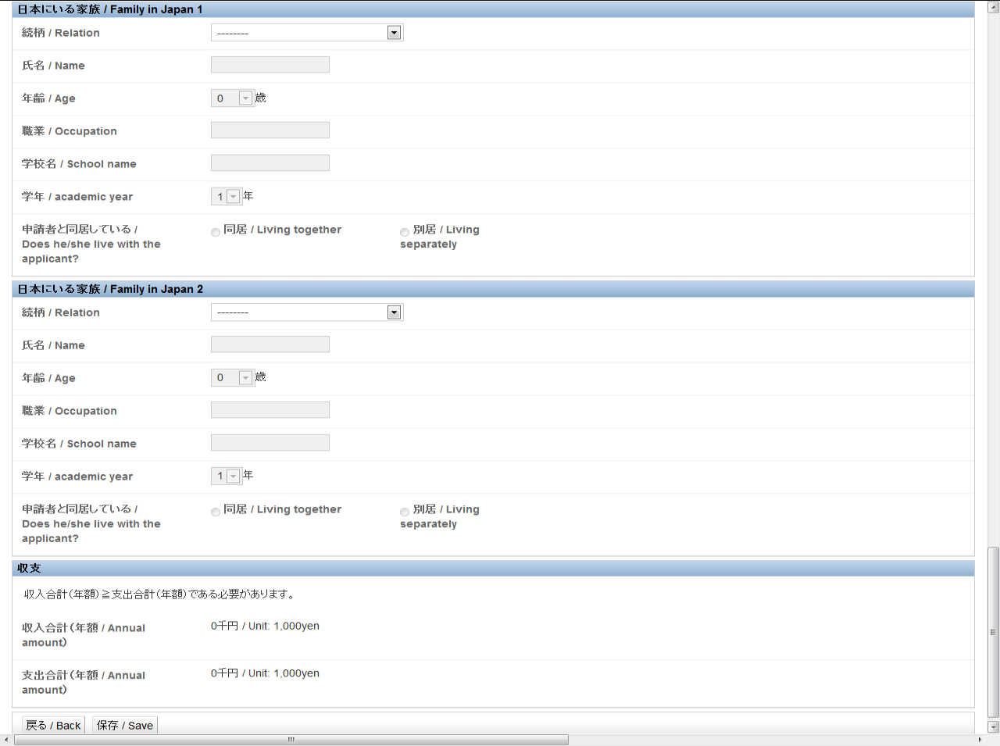 日本にいる家族 / Family in Japan 1
続柄 / Relation
--------
氏名 / Name
年齢 / Age
0 歳
職業 / Occupation
学校名 / School name
学年 / academic year
1 年
申請者と同居している /
Does he/she live with the
applicant?
同居 / Living together
別居 / Living
separately
日本にいる家族 / Family in Japan 2
続柄 / Relation
--------
氏名 / Name
年齢 / Age
0 歳
職業 / Occupation
学校名 / School name
学年 / academic year
1 年
申請者と同居している /
Does he/she live with the
applicant?
同居 / Living together
別居 / Living
separately
収支
収入合計(年額)≧支出合計(年額)である必要があります。
収入合計(年額 / Annual
amount)
0千円 / Unit: 1,000yen
支出合計(年額 / Annual
amount)
0千円 / Unit: 1,000yen
戻る / Back 保存 / Save